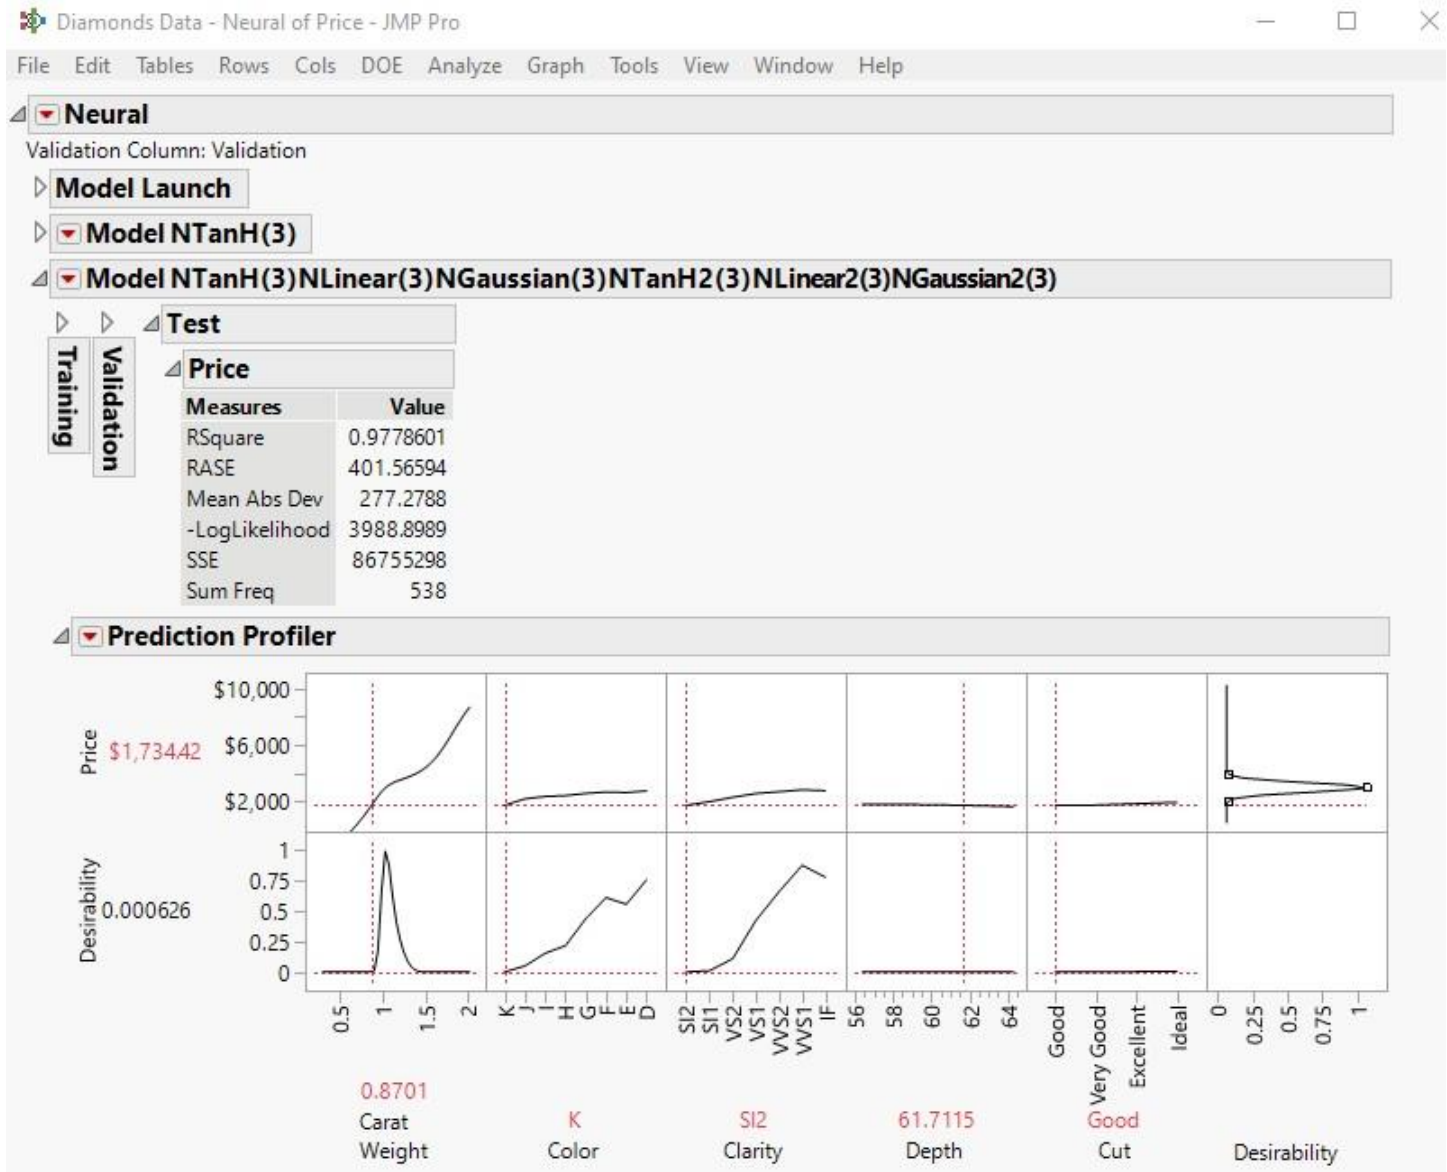 Diamonds Data - Neural of Price - JMP Pro
File Edit Tables Rows Cols DOE Analyze Graph Tools View Window Help
Neural
Validation Column: Validation
Model Launch
Model NTanH(3)
Model NTanH(3)NLinear(3)NGaussian(3)NTanH2(3)NLinear2(3)NGaussian2(3)
Training
Validation
Test
Price
Measures Value
RSquare 0.9778601
RASE 401.56594
Mean Abs Dev 277.2788
-LogLikelihood 3988.8989
SSE 86755298
Sum Freq 538
Prediction Profiler
Price
$1,734.42
$10,000
$6,000
$2,000
Desirability
0.000626
1
0.75
0.5
0.25
0
0.5 1 1.5 2
K J I H G F E D
SI2 SI1 VS2 VS1 VVS2 VVS1 IF
56 58 60 62 64
Good Very Good Excellent Ideal
0 0.25 0.5 0.75 1
0.8701
Carat
Weight
K
Color
SI2
Clarity
61.7115
Depth
Good
Cut
Desirability